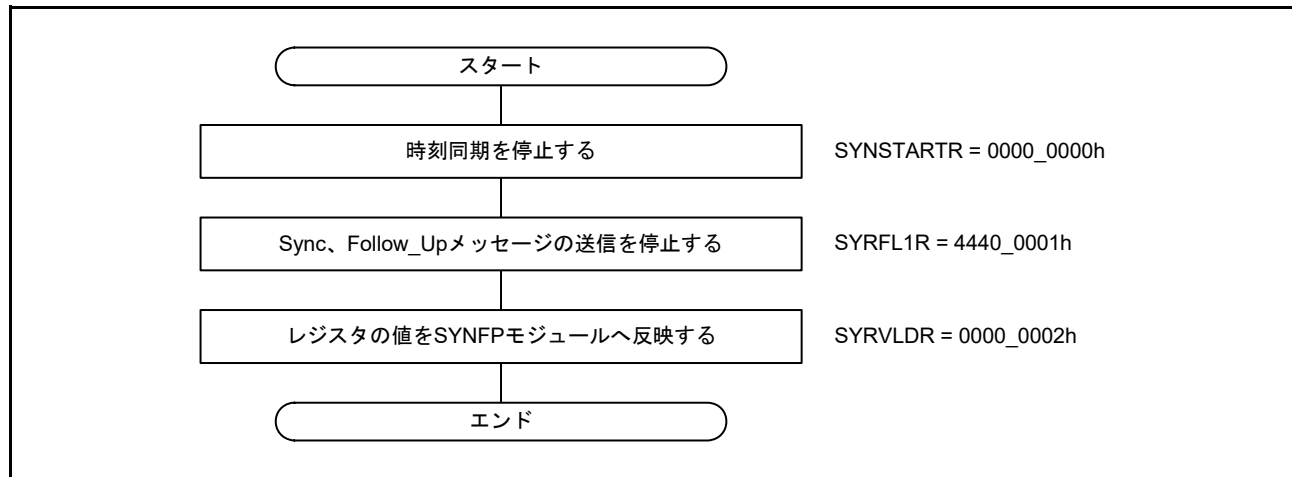 スタート
時刻同期を停止する
SYNSTARTR = 0000_0000h
Sync、Follow_Upメッセージの送信を停止する
SYRFL1R = 4440_0001h
レジスタの値をSYNFPモジュールへ反映する
SYRVLDR = 0000_0002h
エンド